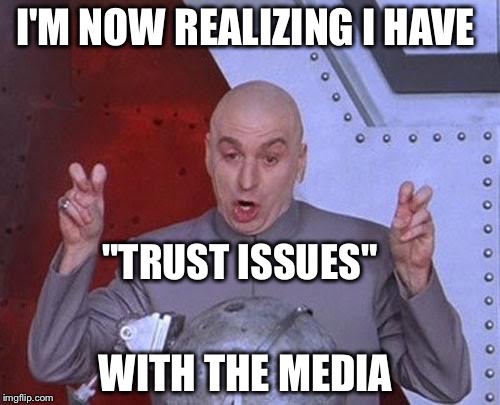 I'M NOW REALIZING I HAVE
"TRUST ISSUES"
WITH THE MEDIA
imgflip.com